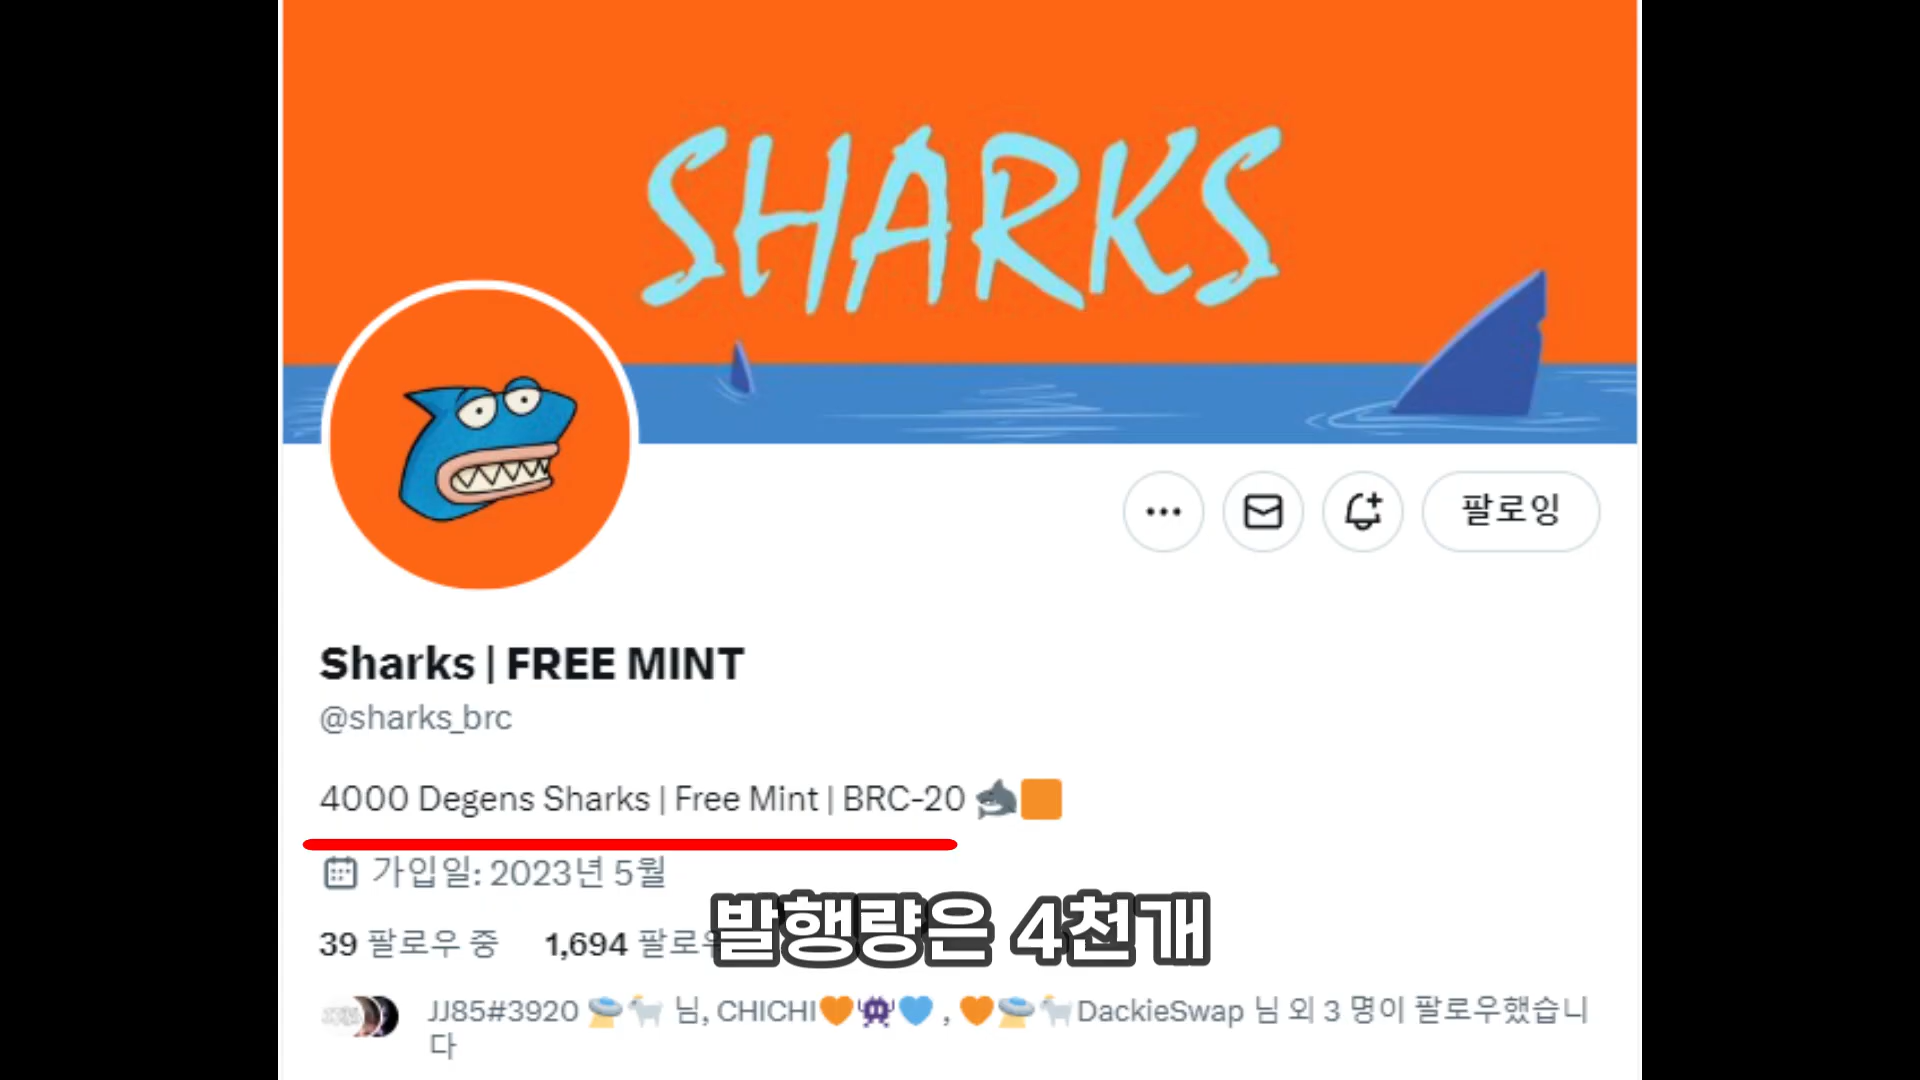 SHARKS
팔로잉
Sharks | FREE MINT
@sharks_brc
4000 Degens Sharks | Free Mint | BRC-20 🦈🟧
가입일: 2023년 5월
39 팔로우 중 1,694 팔로우
발행량은 4천개
JJ85#3920 🛸🐐 님, CHICHI🧡👾💙 , 🧡🛸🐐DackieSwap 님 외 3 명이 팔로우했습니
다